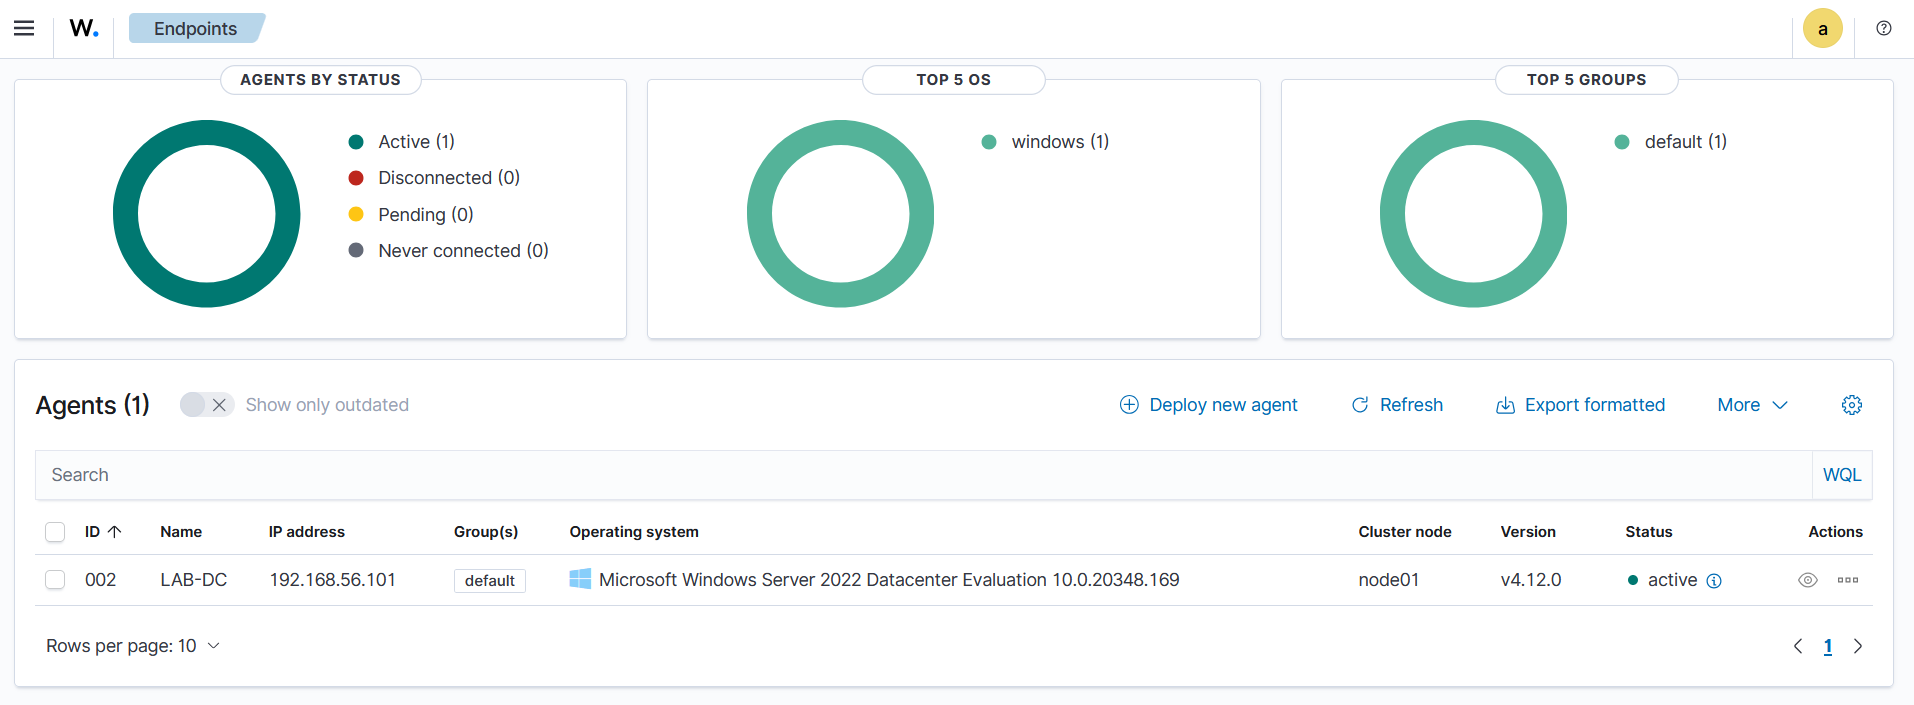 W. Endpoints a
AGENTS BY STATUS
Active (1)
Disconnected (0)
Pending (0)
Never connected (0)
TOP 5 OS
windows (1)
TOP 5 GROUPS
default (1)
Agents (1) Show only outdated Deploy new agent Refresh Export formatted More
Search WQL
ID Name IP address Group(s) Operating system Cluster node Version Status Actions
002 LAB-DC 192.168.56.101 default Microsoft Windows Server 2022 Datacenter Evaluation 10.0.20348.169 node01 v4.12.0 active
Rows per page: 10 1